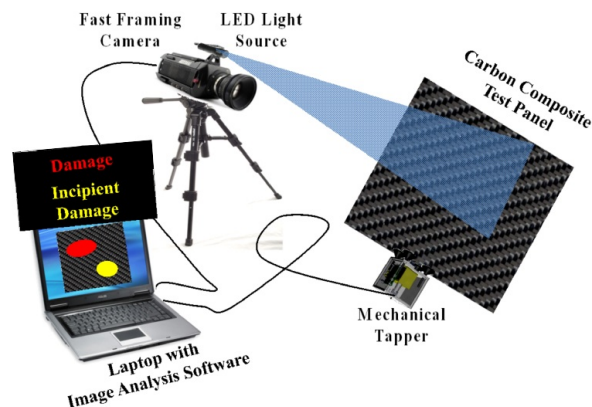 Fast Framing
Camera
LED Light
Source
Carbon Composite
Test Panel
Damage
Incipient
Damage
Mechanical
Tapper
Laptop with
Image Analysis Software